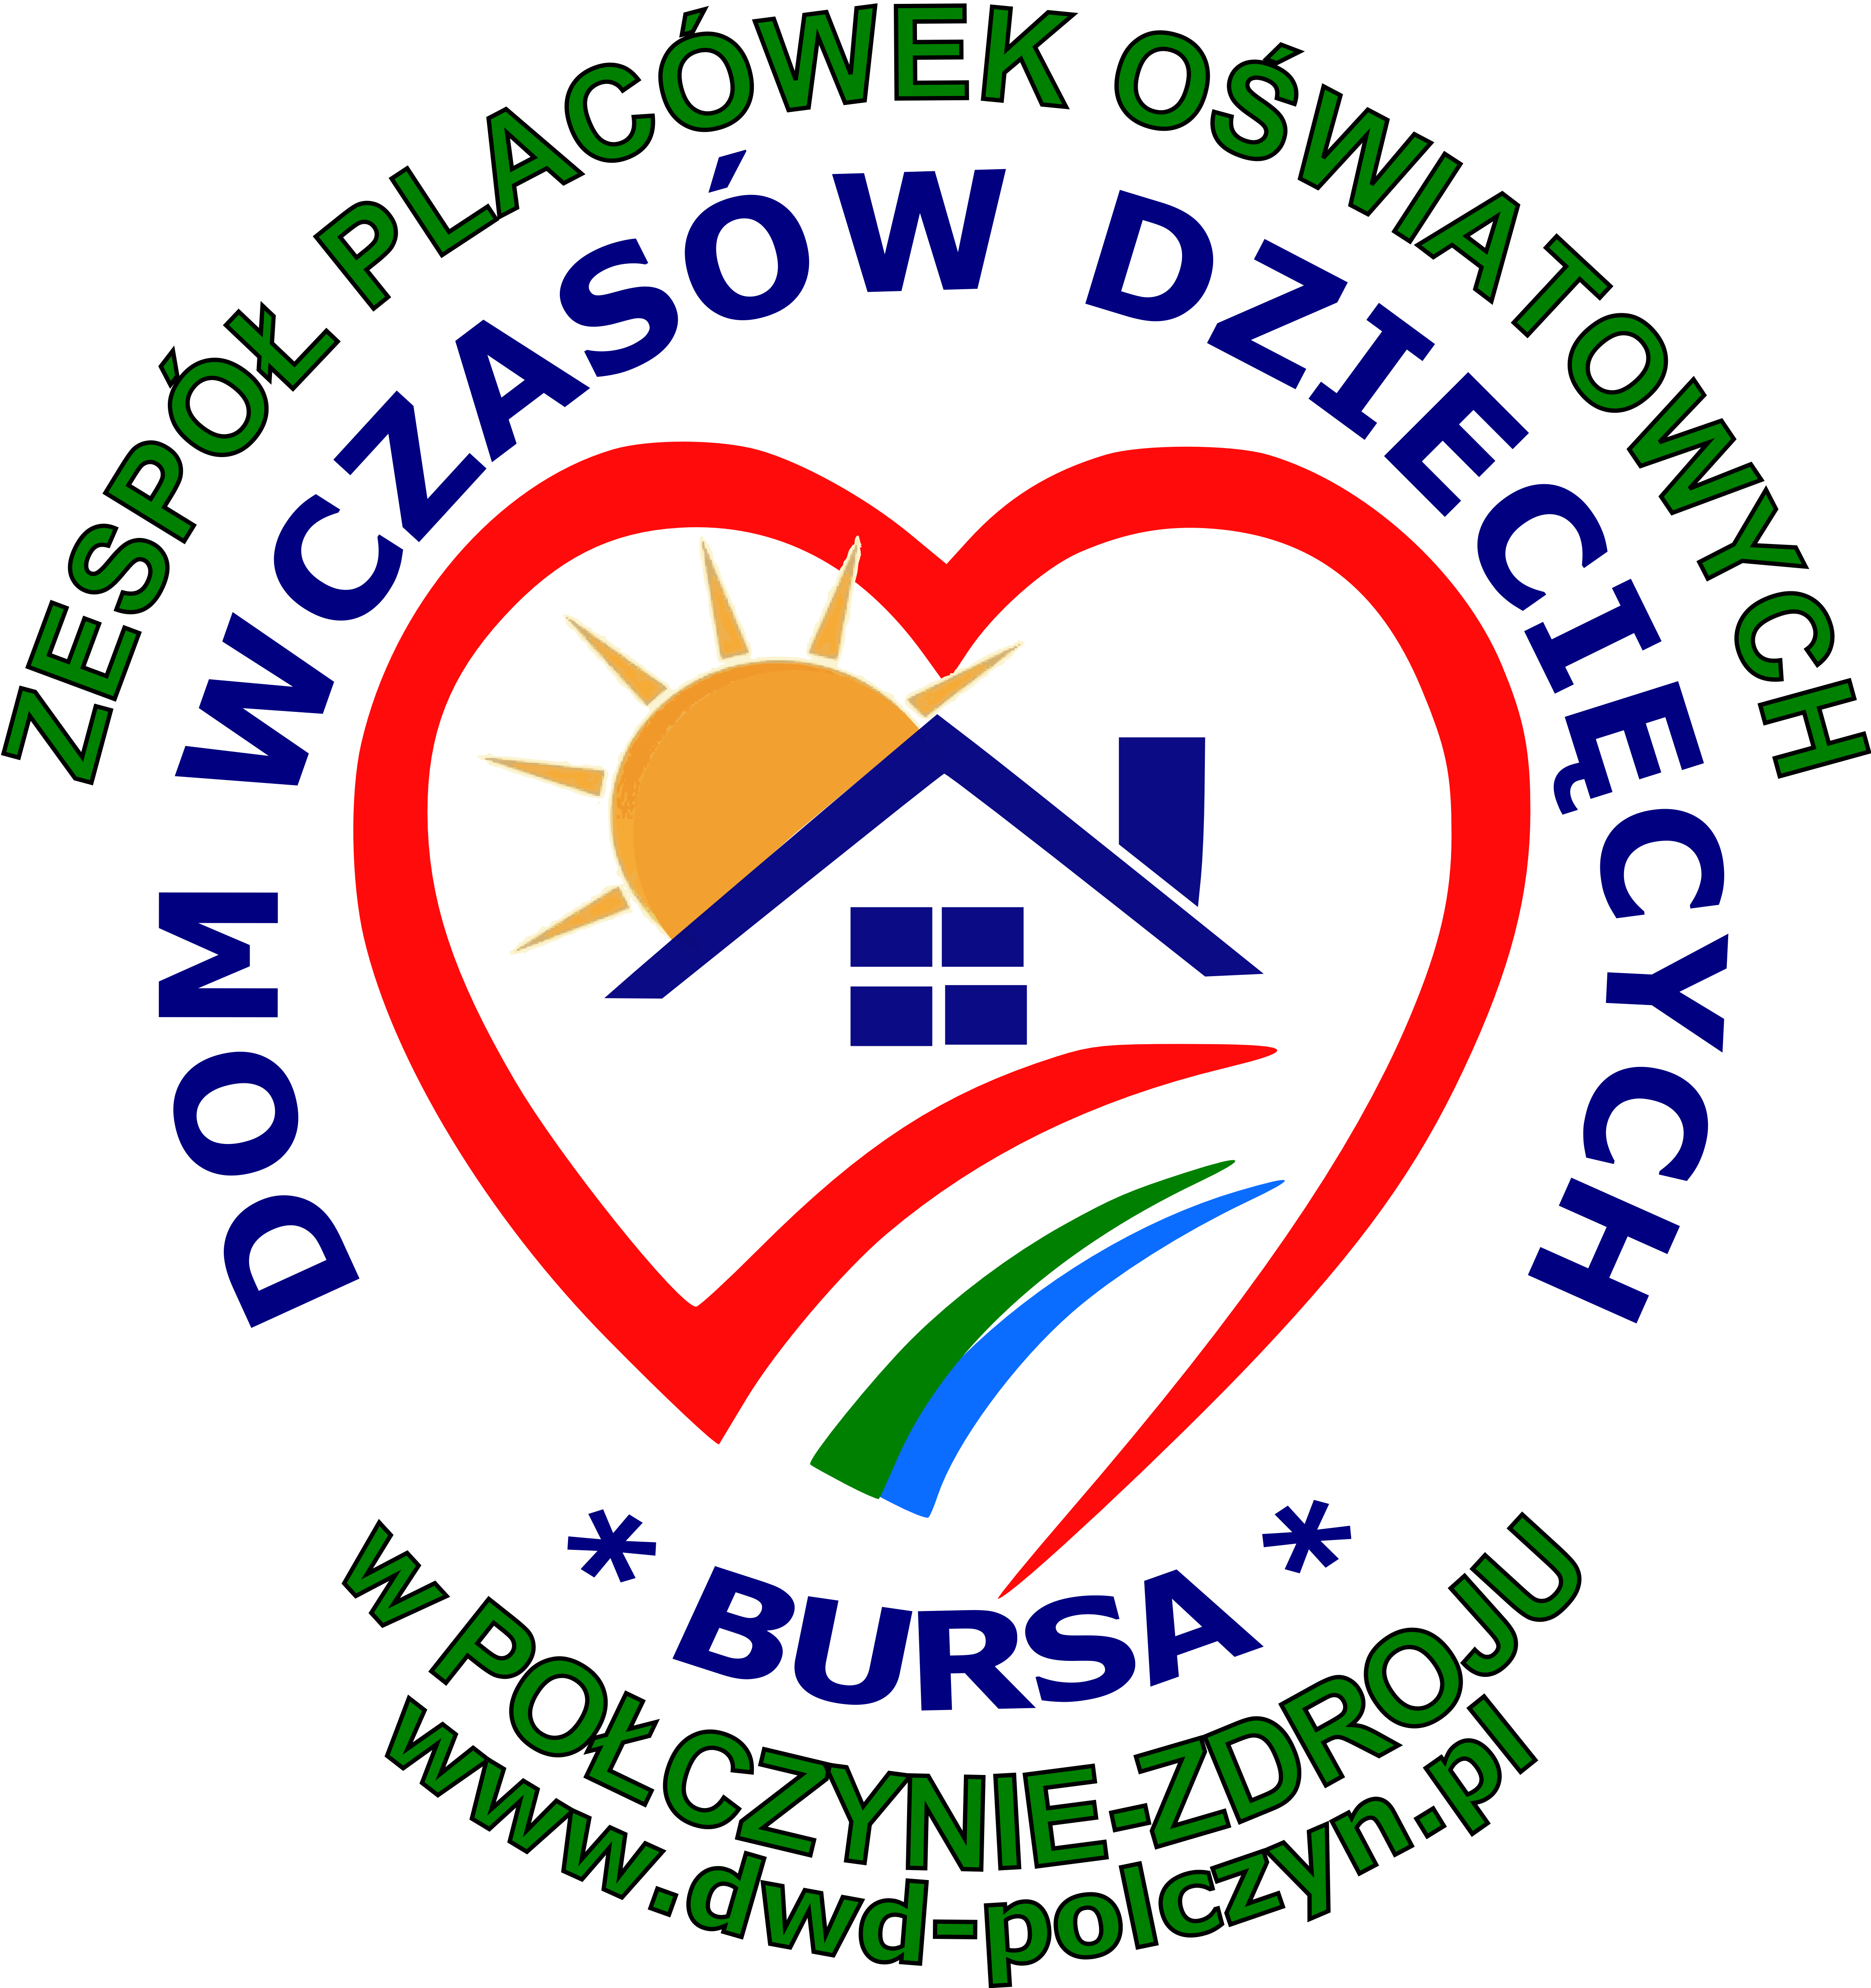 ZESPÓŁ PLACÓWEK OŚWIATOWYCH
DOM WCZASÓW DZIECIĘCYCH
* BURSA *
w POŁCZYNIE-ZDROJU
www.dwd-polczyn.pl